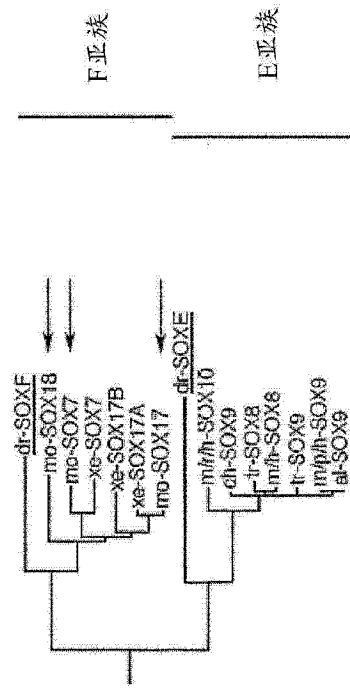 dr-SOXF
mo-SOX18
mo-SOX7
xe-SOX7
xe-SOX17B
xe-SOX17A
mo-SOX17
dr-SOXE
m/r/h-SOX10
dh-SOX9
tr-SOX8
m/h-SOX8
tr-SOX9
m/p/h-SOX9
al-SOX9
F亚族
E亚族